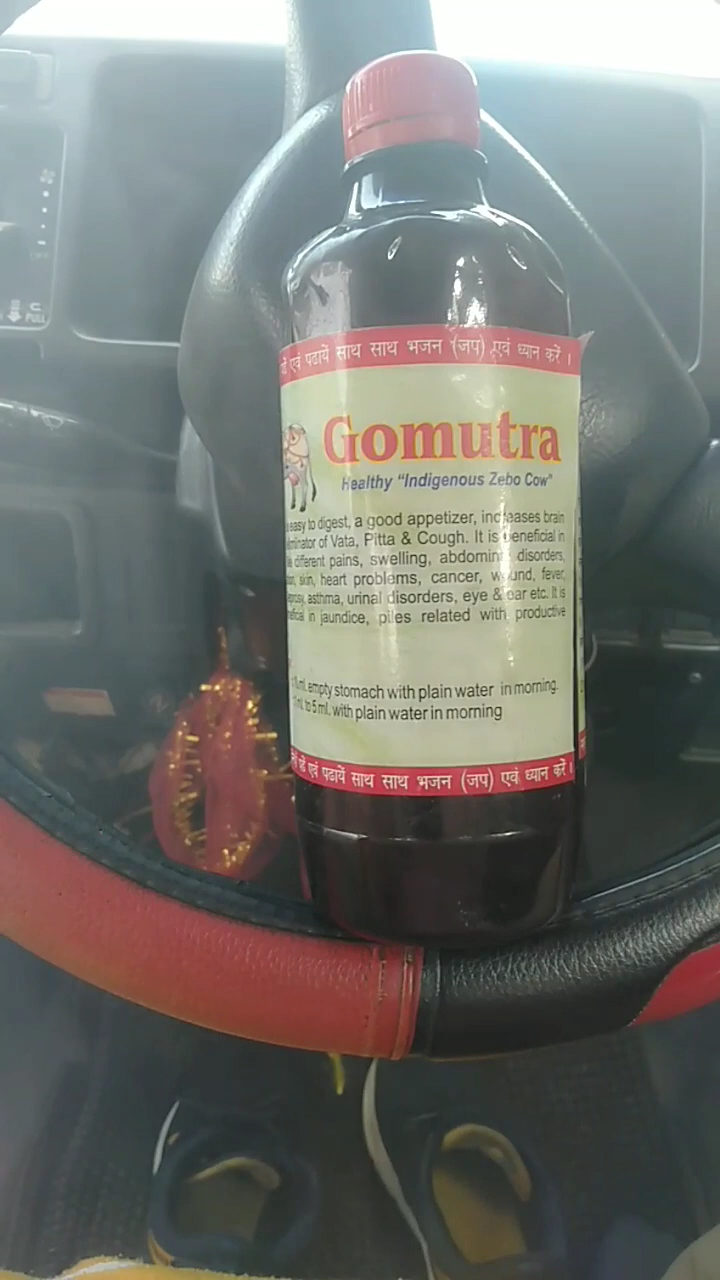 एवं पढायें साथ साथ भजन (जप) एवं ध्यान करें ।
Gomutra
Healthy "Indigenous Zebo Cow"
easy to digest, a good appetizer, increases brain
of Vata, Pitta & Cough. It is beneficial in
different pains, swelling, abdominal disorders,
skin, heart problems, cancer, wound, fever,
asthma, urinal disorders, eye & ear etc. It is
in jaundice, piles related with productive
ml. empty stomach with plain water in morning.
ml. to 5 ml. with plain water in morning
एवं पढायें साथ साथ भजन (जप) एवं ध्यान करें ।
PULL
OFF